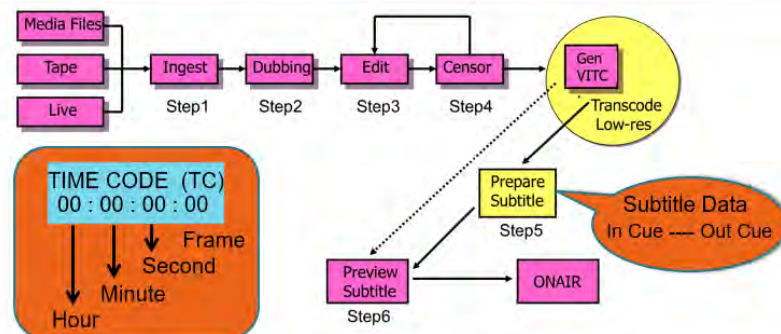 Media Files
Tape
Live
Ingest
Step1
Dubbing
Step2
Edit
Step3
Censor
Step4
Gen
VITC
Transcode
Low-res
Prepare
Subtitle
Step5
Subtitle Data
In Cue ---- Out Cue
Preview
Subtitle
Step6
ONAIR
TIME CODE (TC)
00 : 00 : 00 : 00
Frame
Second
Minute
Hour